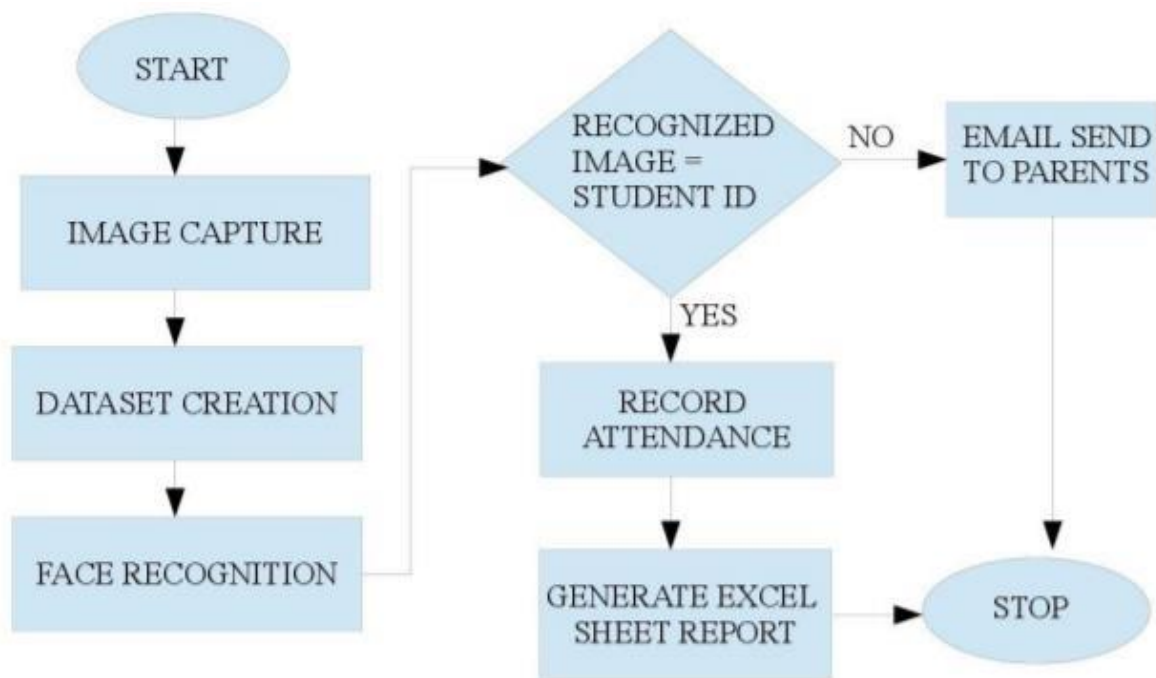 START
IMAGE CAPTURE
DATASET CREATION
FACE RECOGNITION
RECOGNIZED
IMAGE =
STUDENT ID
NO
EMAIL SEND
TO PARENTS
YES
RECORD
ATTENDANCE
GENERATE EXCEL
SHEET REPORT
STOP